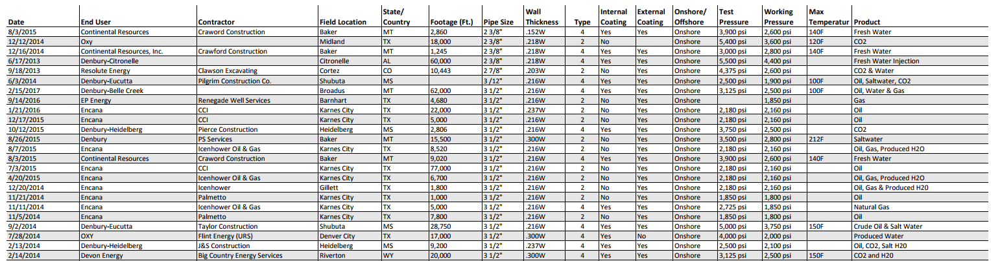 State/ Wall Internal External Onshore/ Test Working Max
Date End User Contractor Field Location Country Footage (Ft.) Pipe Size Thickness Type Coating Coating Offshore Pressure Pressure Temperatur Product
8/3/2015 Continental Resources Craword Construction Baker MT 2,860 2 3/8" .152W 4 Yes Yes Onshore 3,900 psi 2,600 psi 140F Fresh Water
12/12/2014 Oxy Midland TX 18,000 2 3/8" .218W 2 No Onshore 5,400 psi 3,600 psi 120F CO2
12/16/2014 Continental Resources, Inc. Crawford Construction Baker MT 1,245 2 3/8" .218W 4 Yes Yes Onshore 3,000 psi 2,800 psi 140F Fresh Water
6/17/2013 Denbury-Citronelle Citronelle AL 60,000 2 3/8" .218W 4 Yes Yes Onshore 5,500 psi 4,400 psi Fresh Water Injection
9/18/2013 Resolute Energy Clawson Excavating Cortez CO 10,443 2 7/8" .203W 2 No Yes Onshore 4,375 psi 2,600 psi CO2 & Water
6/3/2014 Denbury-Eucutta Pilgrim Construction Co. Shubuta MS 3 /12" .216W 4 Yes Yes Onshore 2,500 psi 1,900 psi 100F Oil, Saltwater, CO2
2/15/2017 Denbury-Belle Creek Broadus MT 62,000 3 1/2" .216W 4 Yes Yes Onshore 3,125 psi 2,500 psi 100F Oil, Water & Gas
9/14/2016 EP Energy Renegade Well Services Barnhart TX 4,680 3 1/2" .216W 2 No Yes Onshore 1,850 psi Gas
1/21/2016 Encana CCI Karnes City TX 22,000 3 1/2" .237W 2 No Yes Onshore 2,180 psi 2,160 psi Oil
12/17/2015 Encana CCI Karnes City TX 5,000 3 1/2" .216W 2 No Yes Onshore 2,180 psi 2,160 psi Oil
10/12/2015 Denbury-Heidelberg Pierce Construction Heidelberg MS 2,806 3 1/2" .216W 4 Yes Yes Onshore 3,750 psi 2,500 psi CO2
8/26/2015 Denbury PS Services Baker MT 15,500 3 1/2" .300W 2 No Yes Onshore 3,500 psi 2,800 psi 212F Saltwater
8/7/2015 Encana Icenhower Oil & Gas Karnes City TX 8,520 3 1/2" .216W 2 No Yes Onshore 2,180 psi 2,160 psi Oil, Gas, Produced H2O
8/3/2015 Continental Resources Craword Construction Baker MT 9,020 3 1/2" .216W 4 Yes Yes Onshore 3,900 psi 2,600 psi 140F Fresh Water
7/3/2015 Encana CCI Karnes City TX 77,000 3 1/2" .216W 2 No Yes Onshore 2,180 psi 2,160 psi Oil
4/20/2015 Encana Icenhower Oil & Gas Karnes City TX 6,700 3 1/2" .216W 2 No Yes Onshore 2,180 psi 2,160 psi Oil, Gas, Produced H2O
12/20/2014 Encana Icenhower Gillett TX 1,800 3 1/2" .216W 2 No Yes Onshore 2,180 psi 2,160 psi Oil, Gas & Produced H20
11/21/2014 Encana Palmetto Karnes City TX 1,000 3 1/2" .216W 2 No Yes Onshore 1,850 psi 1,800 psi Oil
11/11/2014 Encana Icenhower Oil & Gas Karnes City TX 5,000 3 1/2" .216W 4 Yes Yes Onshore 2,725 psi 1,850 psi Natural Gas
11/5/2014 Encana Palmetto Karnes City TX 7,800 3 1/2" .216W 2 No Yes Onshore 1,850 psi 1,800 psi Oil
9/2/2014 Denbury-Eucutta Taylor Construction Shubuta MS 28,750 3 1/2" .216W 4 Yes Yes Onshore 5,000 psi 3,750 psi 150F Crude Oil & Salt Water
7/28/2014 OXY Flint Energy (URS) Denver City TX 17,000 3 1/2" .300W 4 Yes No Onshore 4,000 psi 2,000 psi Produced Water
2/13/2014 Denbury-Heidelberg J&S Construction Heidelberg MS 9,200 3 1/2" .237W 4 Yes Yes Onshore 2,500 psi 2,100 psi Oil, CO2, Salt H20
2/14/2014 Devon Energy Big Country Energy Services Riverton WY 20,000 3 1/2" .300W 4 Yes Yes Onshore 3,125 psi 2,500 psi 150F CO2 and H20